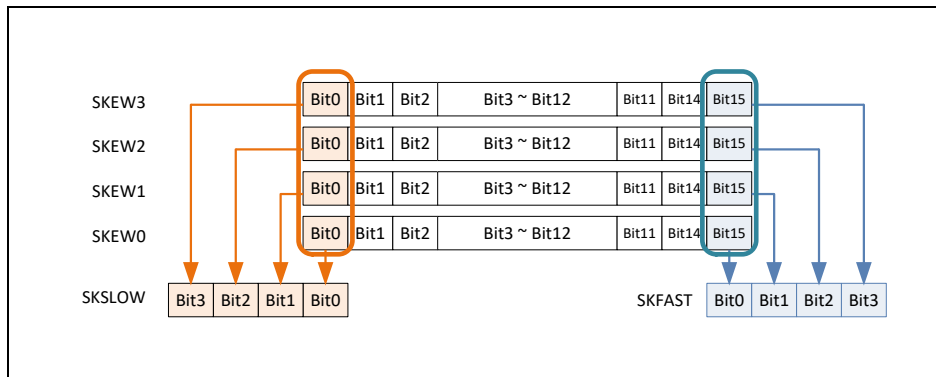 SKEW3 Bit0 Bit1 Bit2 Bit3 ~ Bit12 Bit11 Bit14 Bit15
SKEW2 Bit0 Bit1 Bit2 Bit3 ~ Bit12 Bit11 Bit14 Bit15
SKEW1 Bit0 Bit1 Bit2 Bit3 ~ Bit12 Bit11 Bit14 Bit15
SKEW0 Bit0 Bit1 Bit2 Bit3 ~ Bit12 Bit11 Bit14 Bit15
SKSLOW Bit3 Bit2 Bit1 Bit0 SKFAST Bit0 Bit1 Bit2 Bit3